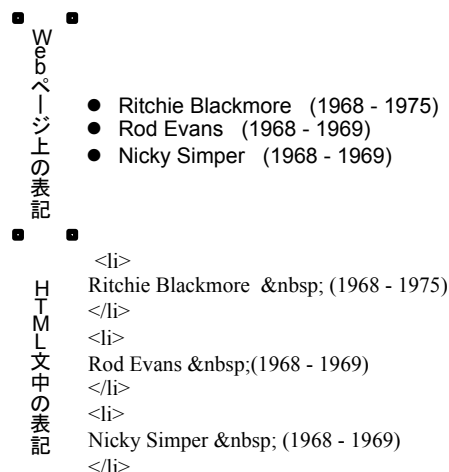 Webページ上の表記
● Ritchie Blackmore (1968 - 1975)
● Rod Evans (1968 - 1969)
● Nicky Simper (1968 - 1969)
HTML文中の表記
<li>
Ritchie Blackmore &nbsp; (1968 - 1975)
</li>
<li>
Rod Evans &nbsp;(1968 - 1969)
</li>
<li>
Nicky Simper &nbsp; (1968 - 1969)
</li>